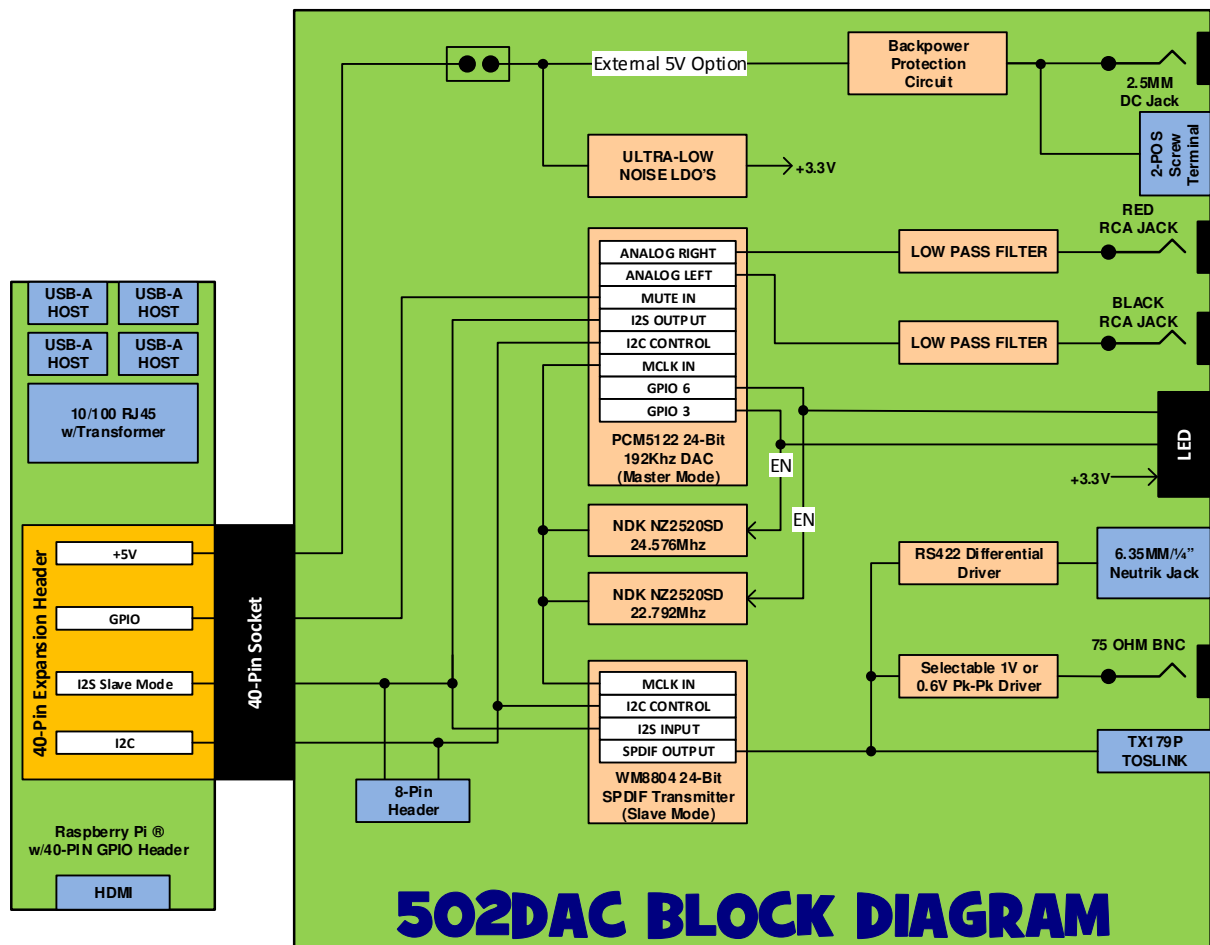 External 5V Option
Backpower
Protection
Circuit
2.5MM
DC Jack
2-POS
Screw
Terminal
ULTRA-LOW
NOISE LDO'S
+3.3V
RED
RCA JACK
ANALOG RIGHT
ANALOG LEFT
MUTE IN
I2S OUTPUT
I2C CONTROL
MCLK IN
GPIO 6
GPIO 3
PCM5122 24-Bit
192Khz DAC
(Master Mode)
LOW PASS FILTER
BLACK
RCA JACK
LOW PASS FILTER
LED
+3.3V
EN
EN
USB-A
HOST
USB-A
HOST
USB-A
HOST
USB-A
HOST
10/100 RJ45
w/Transformer
40-Pin Expansion Header
+5V
GPIO
I2S Slave Mode
I2C
40-Pin Socket
NDK NZ2520SD
24.576Mhz
NDK NZ2520SD
22.792Mhz
RS422 Differential
Driver
6.35MM/¼”
Neutrik Jack
75 OHM BNC
Selectable 1V or
0.6V Pk-Pk Driver
MCLK IN
I2C CONTROL
I2S INPUT
SPDIF OUTPUT
WM8804 24-Bit
SPDIF Transmitter
(Slave Mode)
TX179P
TOSLINK
8-Pin
Header
Raspberry Pi ®
w/40-PIN GPIO Header
HDMI
502DAC BLOCK DIAGRAM